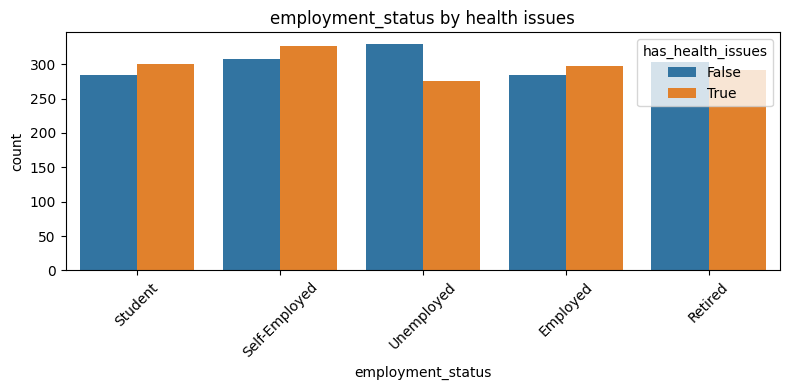 employment_status by health issues
has_health_issues
False
True
count
300
250
200
150
100
50
0
Student
Self-Employed
Unemployed
Employed
Retired
employment_status